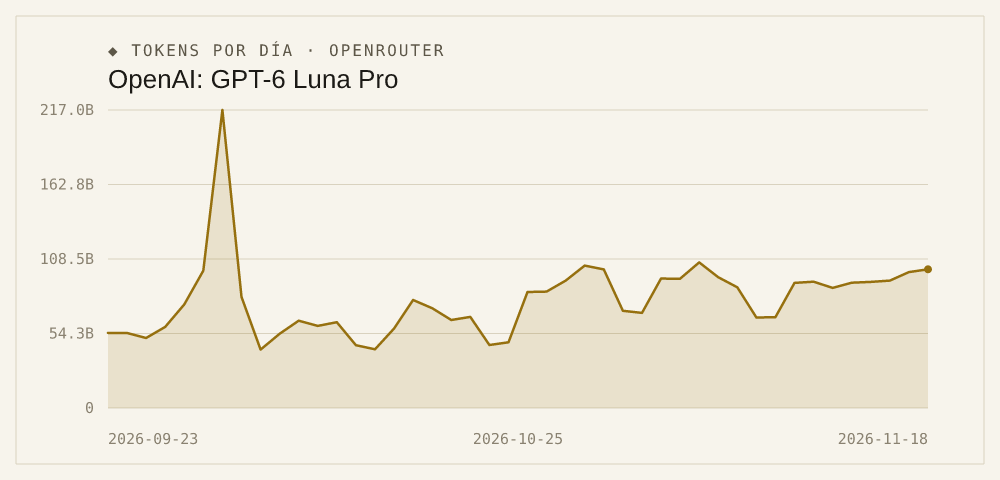 ◆ TOKENS POR DÍA · OPENROUTER
OpenAI: GPT-6 Luna Pro
217.0B
162.8B
108.5B
54.3B
0
2026-09-23
2026-10-25
2026-11-18